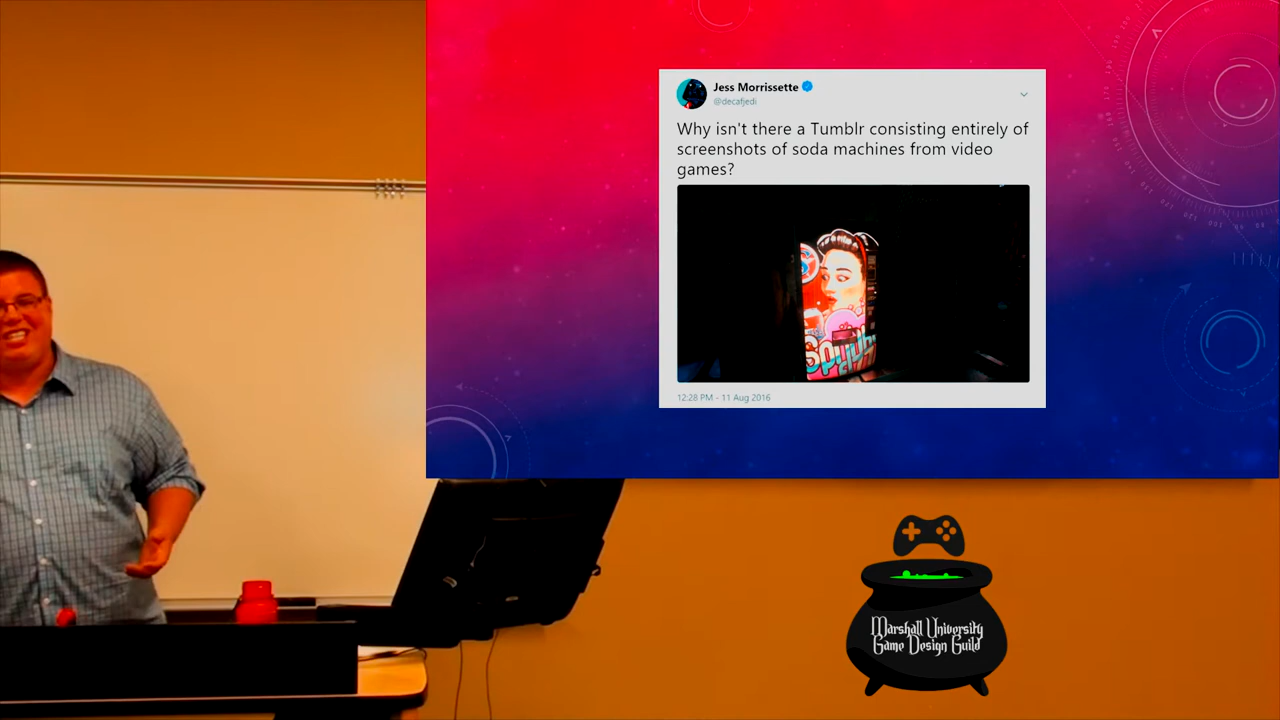 Jess Morrissette
@decafjedi
Why isn't there a Tumblr consisting entirely of
screenshots of soda machines from video
games?
12:28 PM - 11 Aug 2016
Marshall University
Game Design Guild